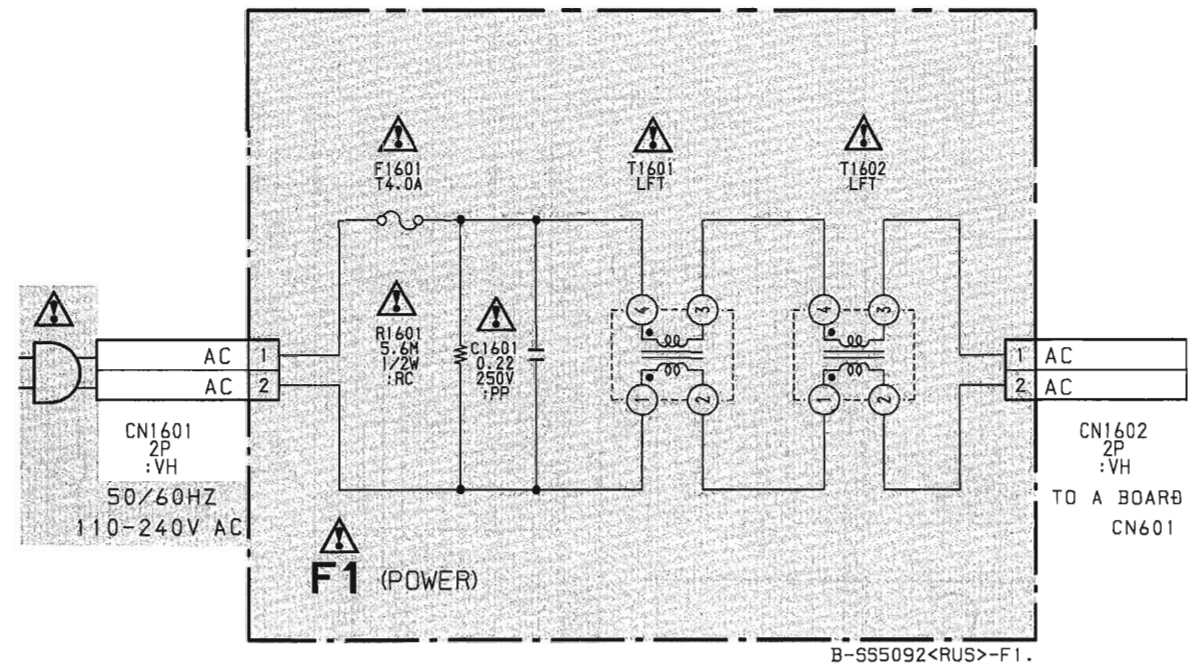 F1601
T4.0A
T1601
LFT
T1602
LFT
R1601
5.6M
1/2W
:RC
C1601
0.22
250V
:PP
4
3
1
2
4
3
1
2
AC 1
AC 2
1 AC
2 AC
CN1601
2P
:VH
50/60HZ
110-240V AC
CN1602
2P
:VH
TO A BOARD
CN601
F1 (POWER)
B-SS5092<RUS>-F1.